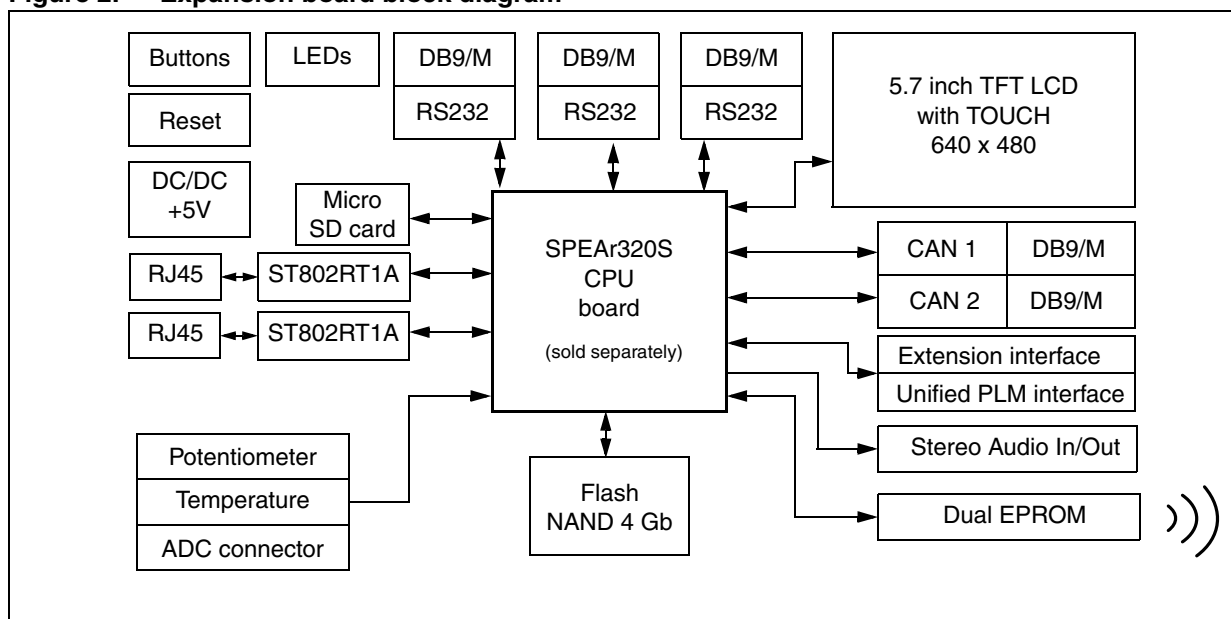 Figure 2. Expansion board block diagram
Buttons
LEDs
DB9/M
DB9/M
DB9/M
RS232
RS232
RS232
5.7 inch TFT LCD
with TOUCH
640 x 480
Reset
DC/DC
+5V
Micro
SD card
RJ45
ST802RT1A
RJ45
ST802RT1A
SPEAr320S
CPU
board
(sold separately)
CAN 1
DB9/M
CAN 2
DB9/M
Extension interface
Unified PLM interface
Stereo Audio In/Out
Dual EPROM
Potentiometer
Temperature
ADC connector
Flash
NAND 4 Gb